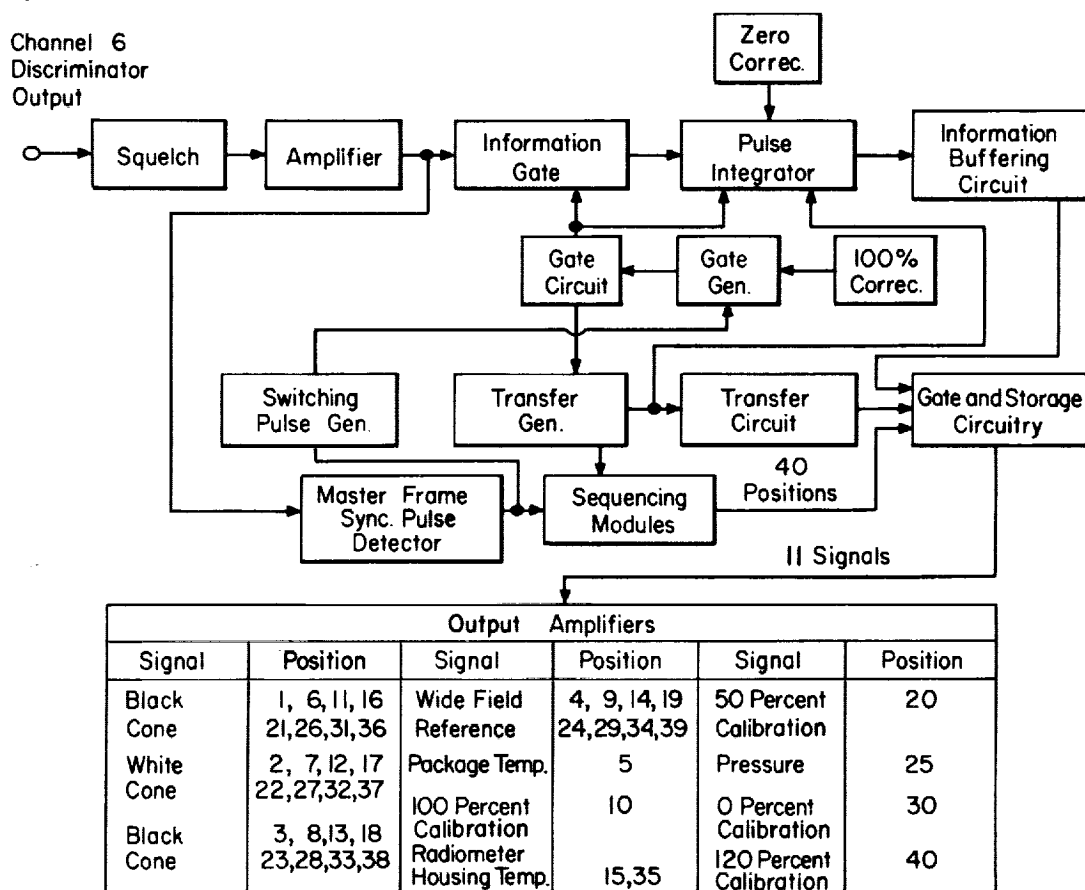 Channel 6
Discriminator
Output
Zero
Correc.
Squelch
Amplifier
Information
Gate
Pulse
Integrator
Information
Buffering
Circuit
Gate
Circuit
Gate
Gen.
100%
Correc.
Switching
Pulse Gen.
Transfer
Gen.
Transfer
Circuit
Gate and Storage
Circuitry
Master Frame
Sync. Pulse
Detector
Sequencing
Modules
40
Positions
11 Signals
Output Amplifiers
Signal Position Signal Position Signal Position
Black 1, 6, 11, 16 Wide Field 4, 9, 14, 19 50 Percent 20
Cone 21,26,31,36 Reference 24,29,34,39 Calibration
White 2, 7, 12, 17 Package Temp. 5 Pressure 25
Cone 22,27,32,37
100 Percent 10 0 Percent 30
Black 3, 8,13, 18 Calibration Calibration
Cone 23,28,33,38 Radiometer 120 Percent 40
Housing Temp. 15,35 Calibration